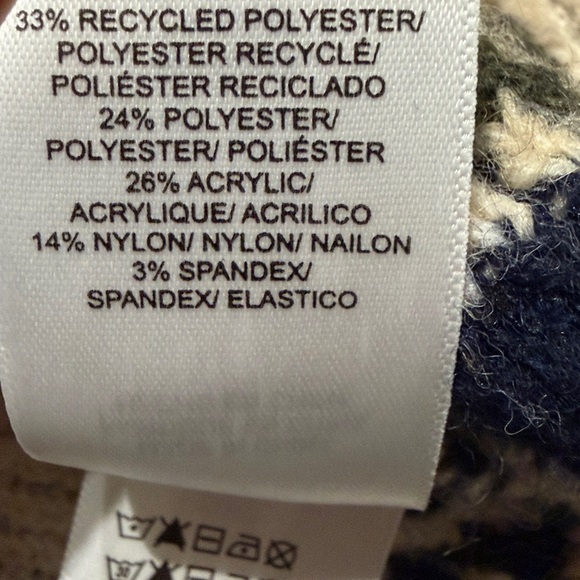 33% RECYCLED POLYESTER/
POLYESTER RECYCLÉ/
POLIÉSTER RECICLADO
24% POLYESTER/
POLYESTER/ POLIÉSTER
26% ACRYLIC/
ACRYLIQUE/ ACRILICO
14% NYLON/ NYLON/ NAILON
3% SPANDEX/
SPANDEX/ ELASTICO
30